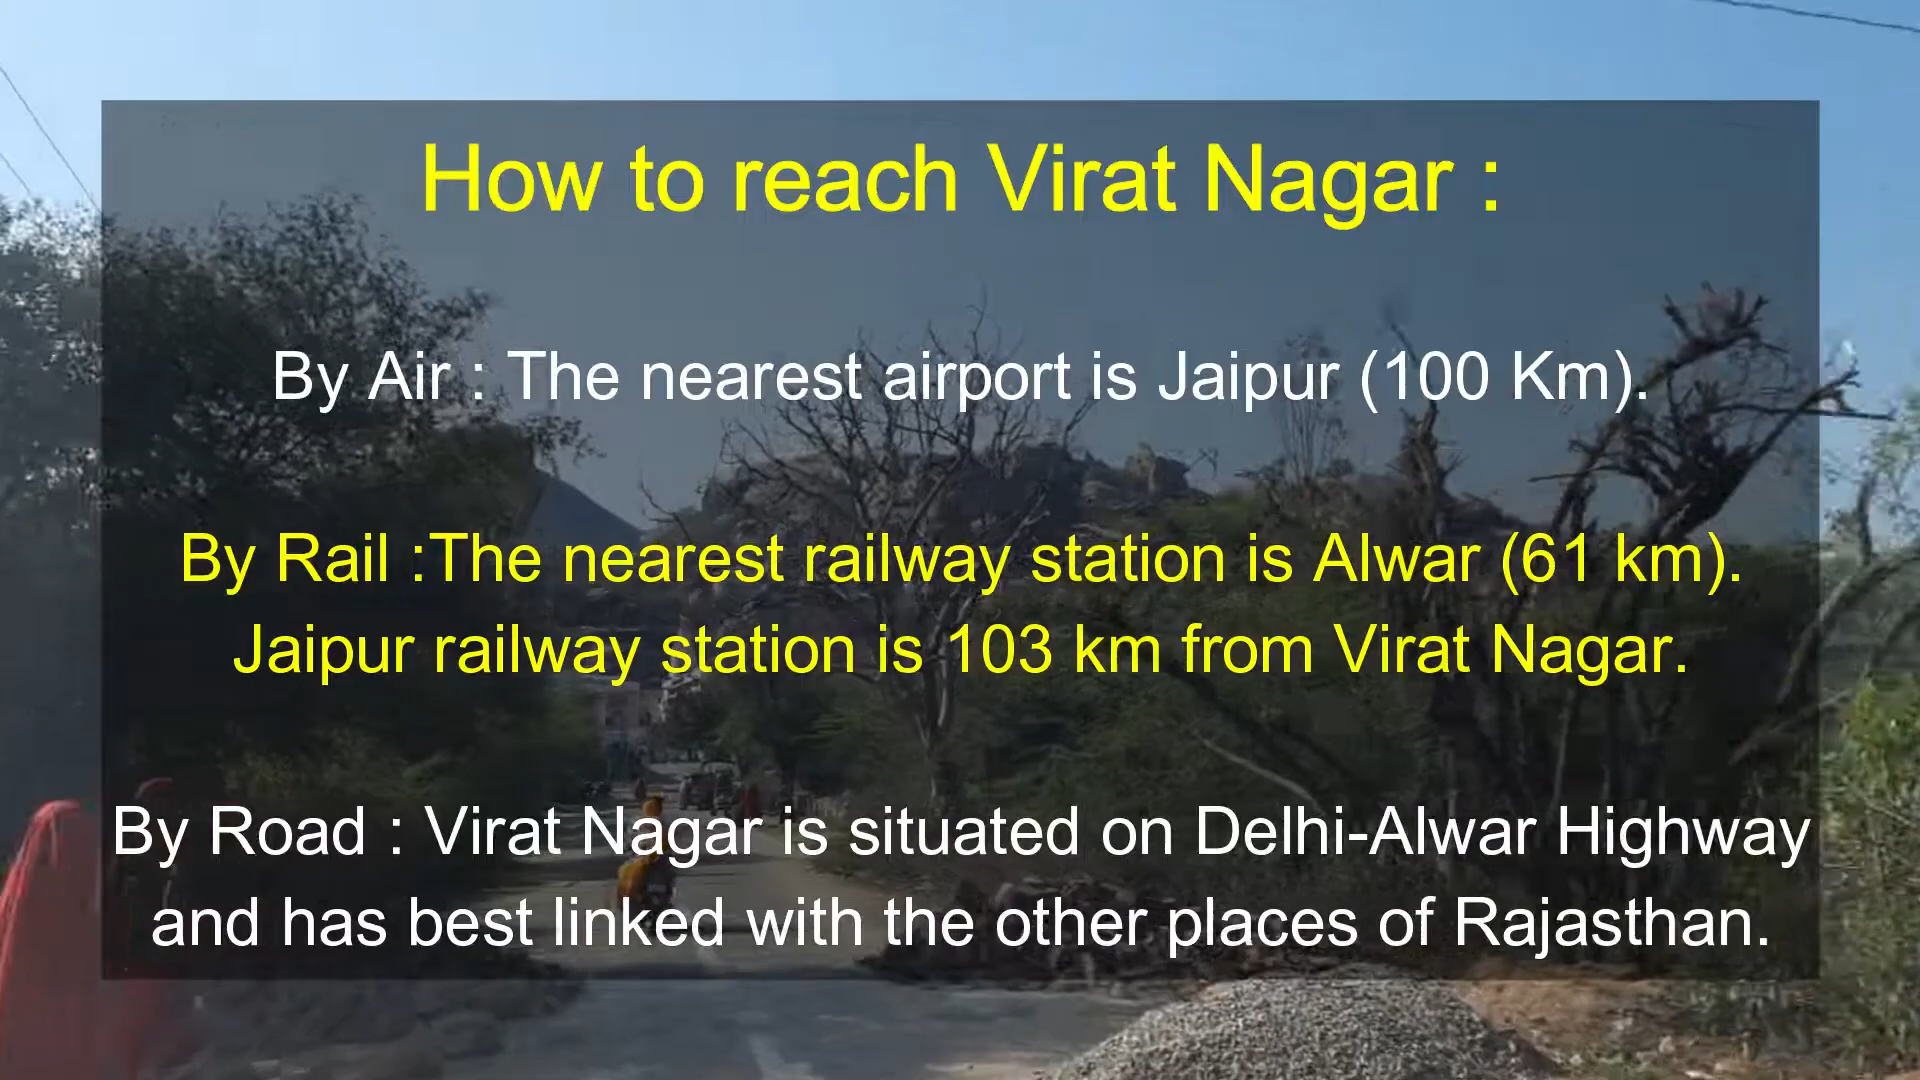 How to reach Virat Nagar :
By Air : The nearest airport is Jaipur (100 Km).
By Rail :The nearest railway station is Alwar (61 km).
Jaipur railway station is 103 km from Virat Nagar.
By Road : Virat Nagar is situated on Delhi-Alwar Highway
and has best linked with the other places of Rajasthan.